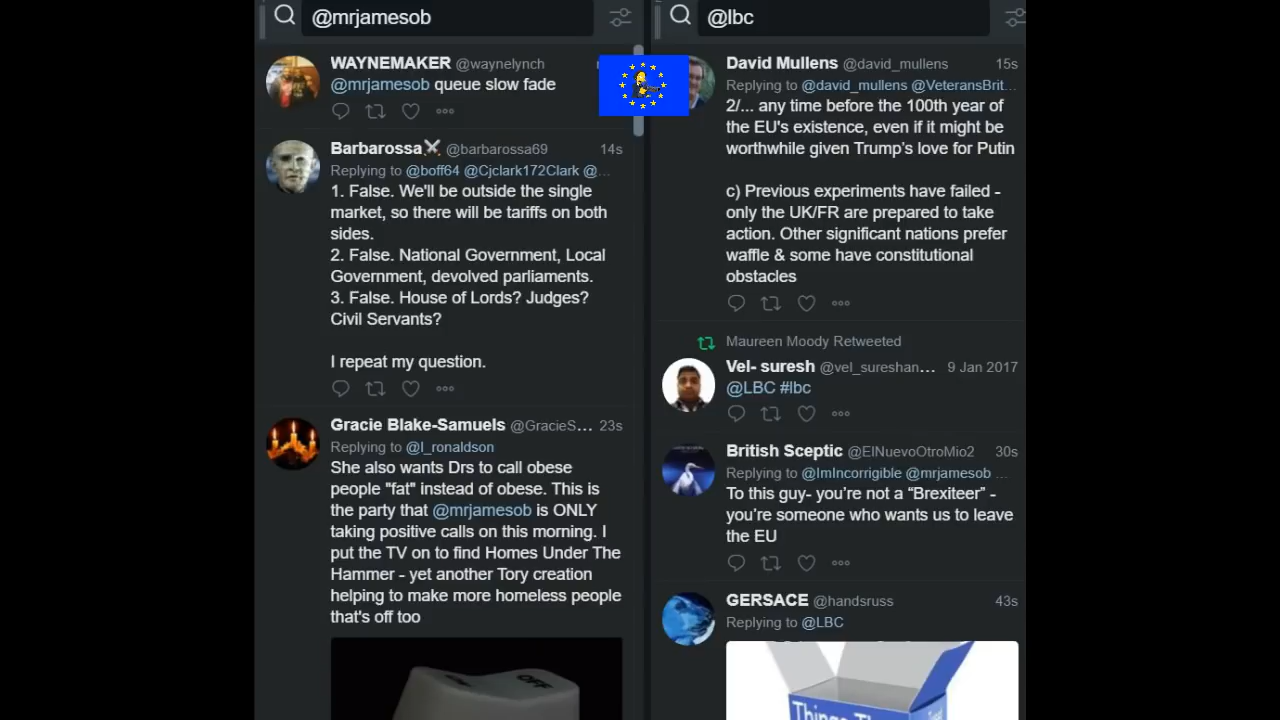 @mrjamesob
WAYNEMAKER @waynelynch
@mrjamesob queue slow fade
Barbarossa⚔ @barbarossa69 14s
Replying to @boff64 @Cjclark172Clark @...
1. False. We'll be outside the single
market, so there will be tariffs on both
sides.
2. False. National Government, Local
Government, devolved parliaments.
3. False. House of Lords? Judges?
Civil Servants?
I repeat my question.
Gracie Blake-Samuels @GracieS... 23s
Replying to @I_ronaldson
She also wants Drs to call obese
people "fat" instead of obese. This is
the party that @mrjamesob is ONLY
taking positive calls on this morning. I
put the TV on to find Homes Under The
Hammer - yet another Tory creation
helping to make more homeless people
that's off too
OFF
@lbc
David Mullens @david_mullens 15s
Replying to @david_mullens @VeteransBrit...
2/... any time before the 100th year of
the EU's existence, even if it might be
worthwhile given Trump’s love for Putin
c) Previous experiments have failed -
only the UK/FR are prepared to take
action. Other significant nations prefer
waffle & some have constitutional
obstacles
Maureen Moody Retweeted
Vel- suresh @vel_sureshan... 9 Jan 2017
@LBC #lbc
British Sceptic @ElNuevoOtroMio2 30s
Replying to @ImIncorrigible @mrjamesob ...
To this guy- you’re not a “Brexiteer” -
you’re someone who wants us to leave
the EU
GERSACE @handsruss 43s
Replying to @LBC
Things